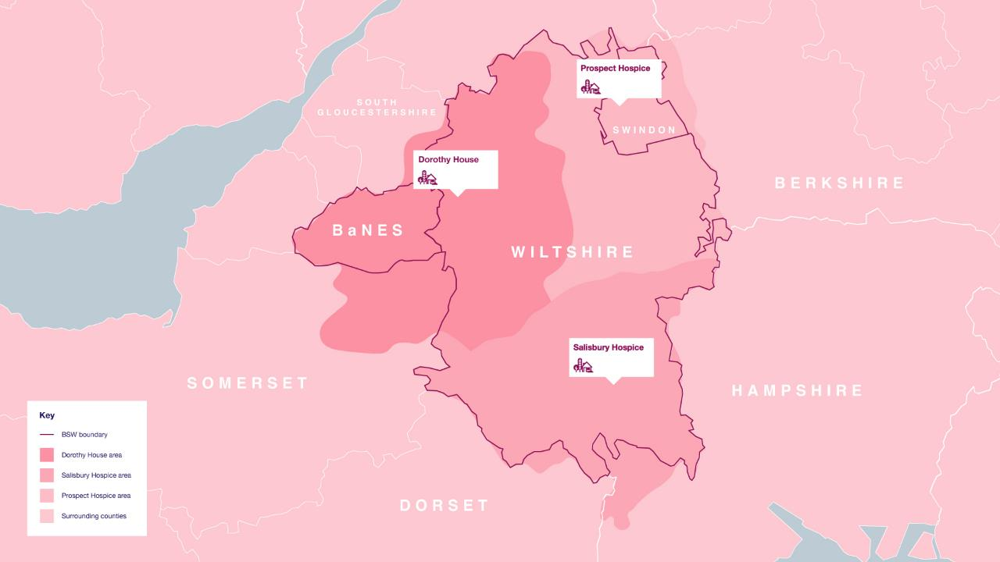 Prospect Hospice
SOUTH
GLOUCESTERSHIRE
SWINDON
Dorothy House
BERKSHIRE
BaNES
WILTSHIRE
Salisbury Hospice
SOMERSET
HAMPSHIRE
DORSET
Key
BSW boundary
Dorothy House area
Salisbury Hospice area
Prospect Hospice area
Surrounding counties